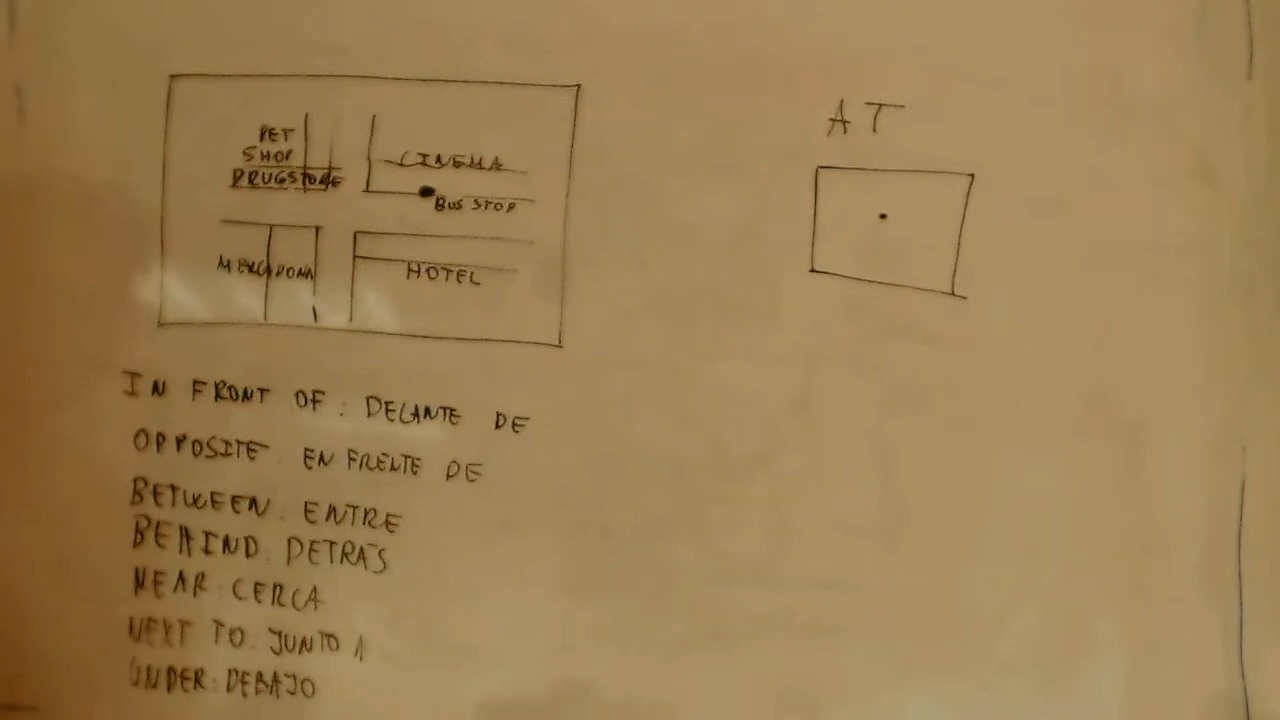 PET
SHOP
DRUGSTORE
CINEMA
BUS STOP
MERCADONA
HOTEL
AT
IN FRONT OF: DELANTE DE
OPPOSITE: EN FRENTE DE
BETWEEN: ENTRE
BEHIND: DETRÁS
NEAR: CERCA
NEXT TO: JUNTO A
UNDER: DEBAJO